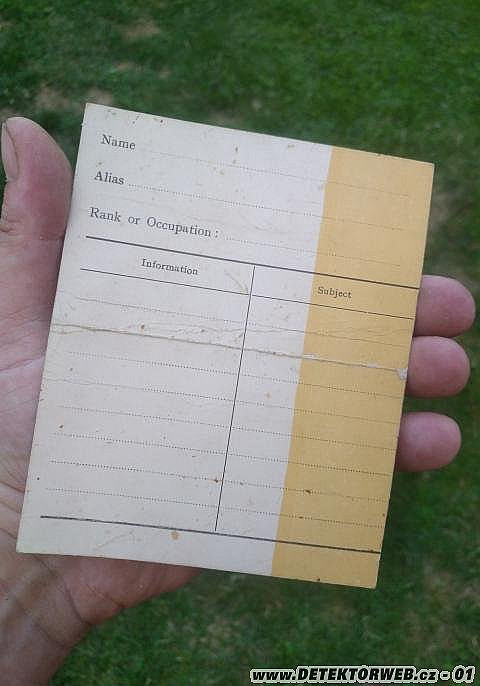 Name
Alias
Rank or Occupation :
Information
Subject
www.DETEKTORWEB.cz - 01